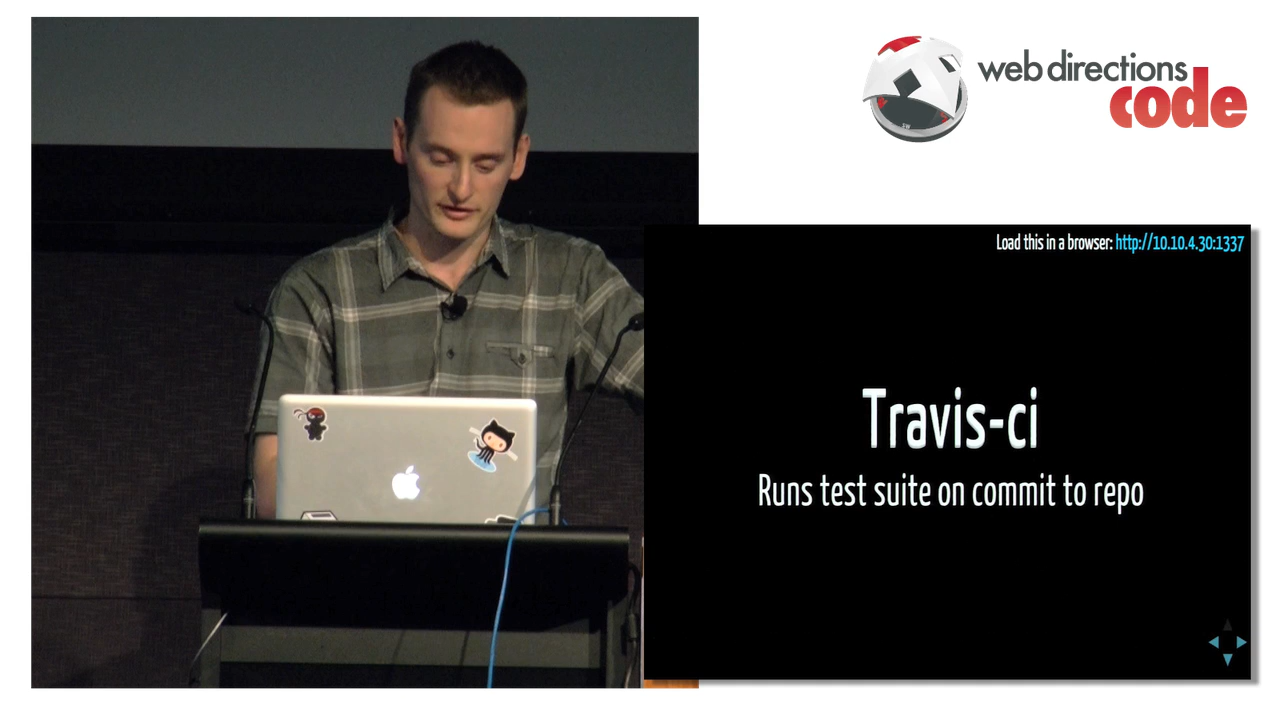 web directions
code
Load this in a browser: http://10.10.4.30:1337
Travis-ci
Runs test suite on commit to repo